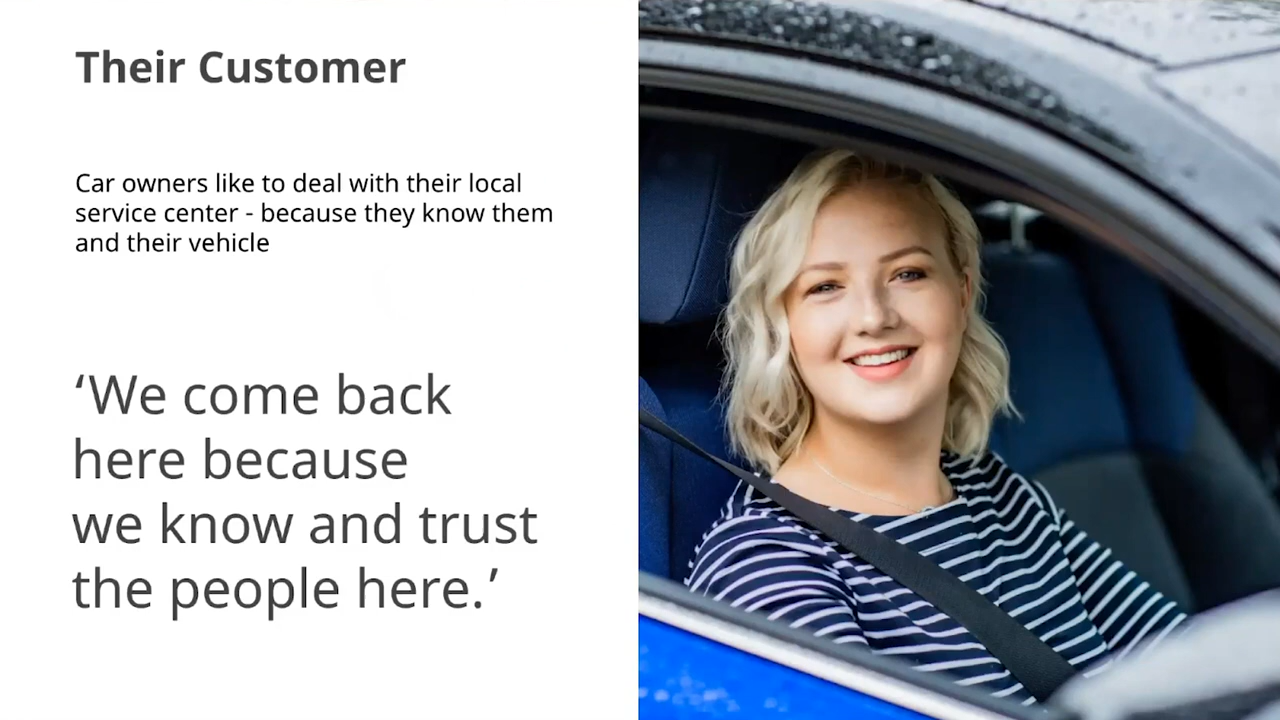 Their Customer
Car owners like to deal with their local
service center - because they know them
and their vehicle
‘We come back
here because
we know and trust
the people here.’